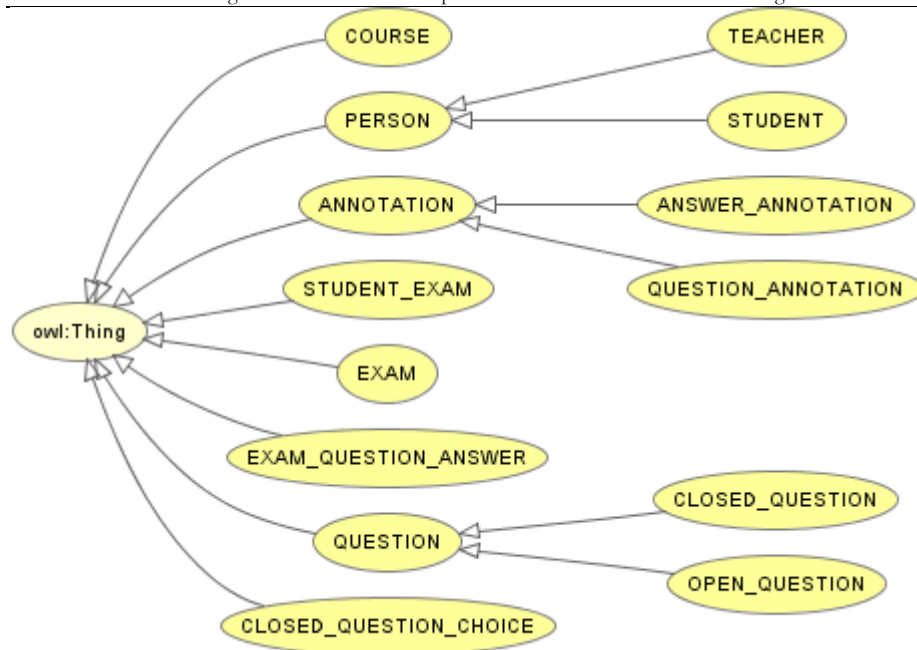 COURSE
TEACHER
PERSON
STUDENT
ANNOTATION
ANSWER_ANNOTATION
STUDENT_EXAM
QUESTION_ANNOTATION
owl:Thing
EXAM
EXAM_QUESTION_ANSWER
CLOSED_QUESTION
QUESTION
OPEN_QUESTION
CLOSED_QUESTION_CHOICE